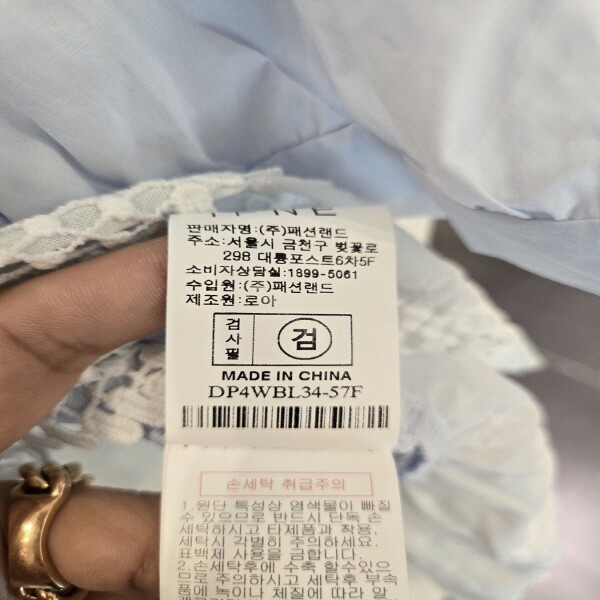 판매자명:(주)패션랜드
주소:서울시 금천구 벚꽃로
298 대륭포스트6차5F
소비자상담실:1899-5061
수입원:(주)패션랜드
제조원:로아
검사필
검
MADE IN CHINA
DP4WBL34-57F
손세탁 취급주의
1.원단 특성상 염색물이 빠질
수 있으므로 반드시 단독 손
세탁하시고 타제품과 착용,
세탁시 각별히 주의하세요.
표백제 사용을 금합니다.
2.손세탁후에 수축 할수있으
므로 주의하시고 세탁후 부속
품에 녹이나 체질에 따라 알